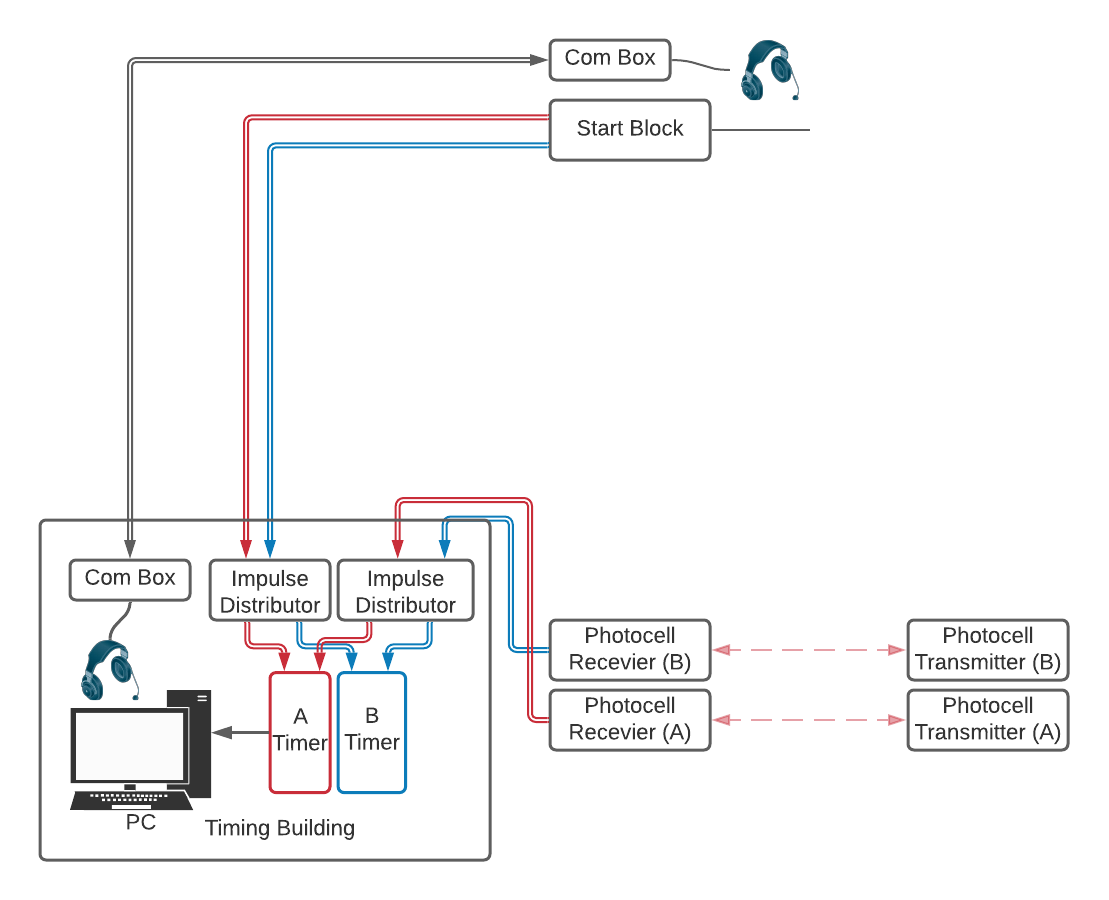 Com Box
Start Block
Com Box
Impulse
Distributor
Impulse
Distributor
Photocell
Recevier (B)
Photocell
Transmitter (B)
Photocell
Recevier (A)
Photocell
Transmitter (A)
A
Timer
B
Timer
PC
Timing Building